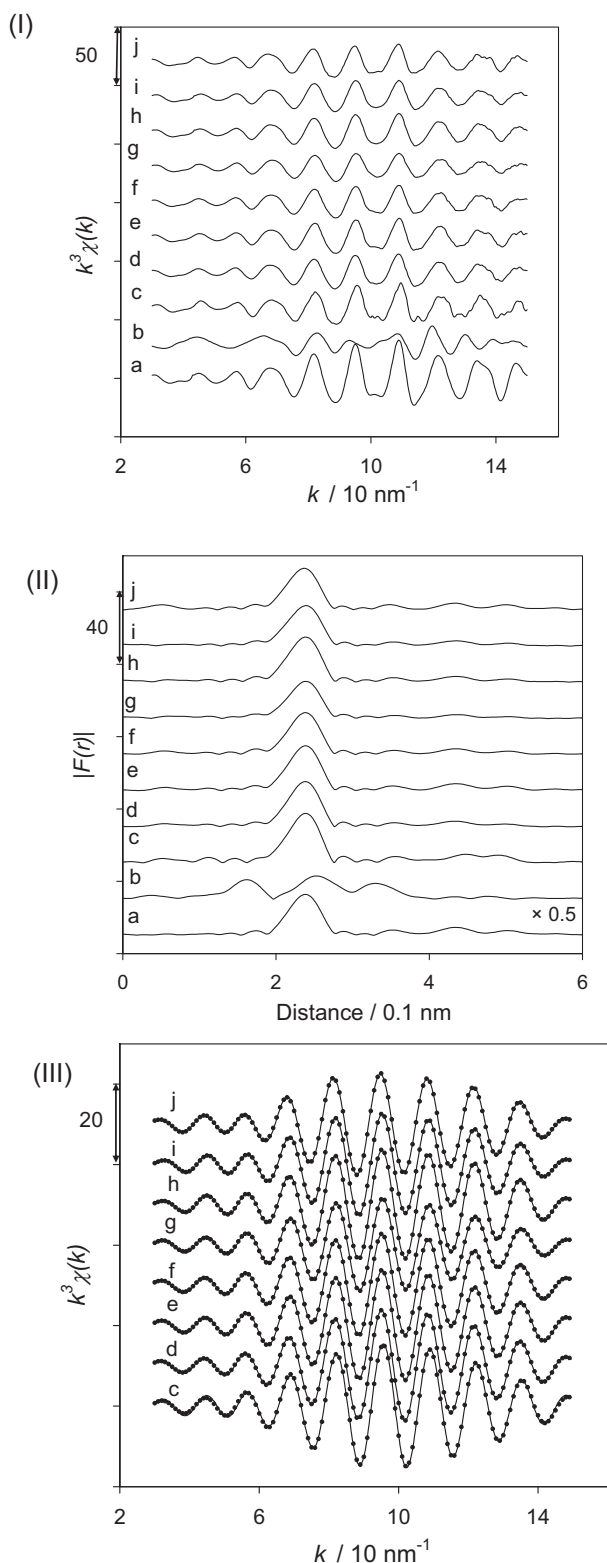 (I)
50
j
i
h
g
f
e
d
c
b
a
k³χ(k)
2 6 10 14
k / 10 nm⁻¹
(II)
40
j
i
h
g
f
e
d
c
b
a
× 0.5
|F(r)|
0 2 4 6
Distance / 0.1 nm
(III)
20
j
i
h
g
f
e
d
c
k³χ(k)
2 6 10 14
k / 10 nm⁻¹